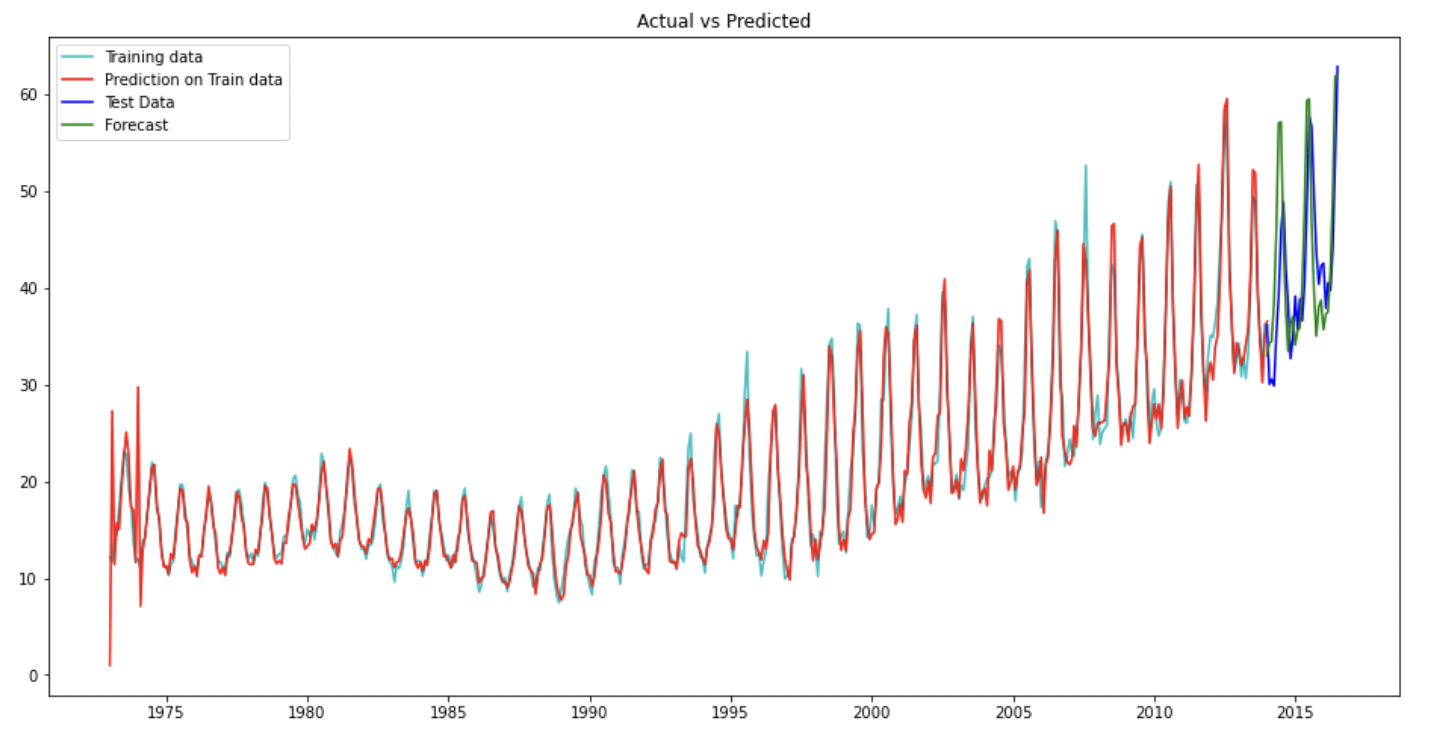 Actual vs Predicted
Training data
Prediction on Train data
Test Data
Forecast
60
50
40
30
20
10
0
1975 1980 1985 1990 1995 2000 2005 2010 2015